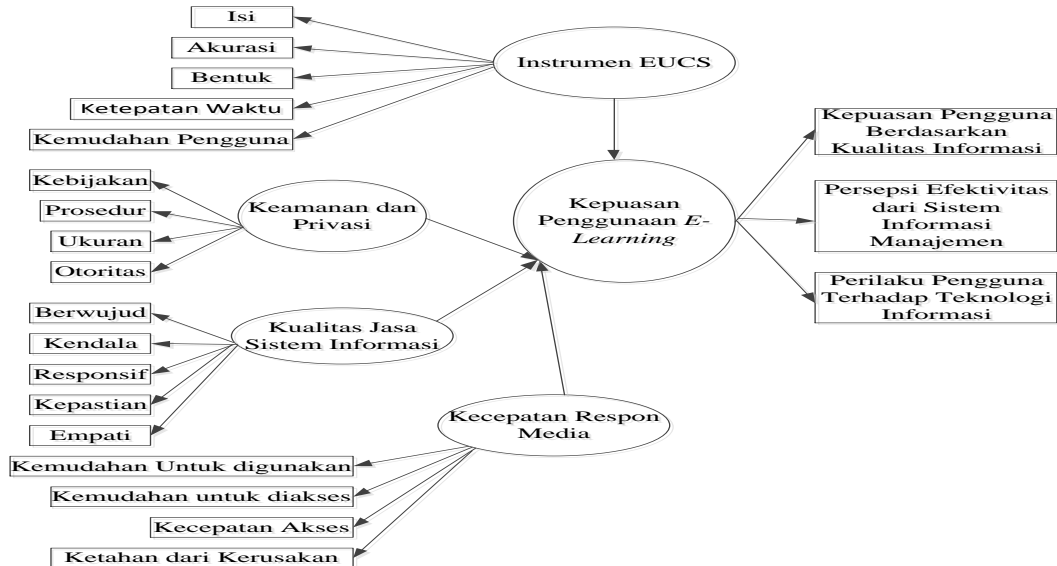 Isi
Akurasi
Bentuk
Ketepatan Waktu
Kemudahan Pengguna
Instrumen EUCS
Kebijakan
Prosedur
Ukuran
Otoritas
Keamanan dan
Privasi
Kepuasan
Penggunaan E-
Learning
Kepuasan Pengguna
Berdasarkan
Kualitas Informasi
Persepsi Efektivitas
dari Sistem
Informasi
Manajemen
Perilaku Pengguna
Terhadap Teknologi
Informasi
Berwujud
Kendala
Responsif
Kepastian
Empati
Kualitas Jasa
Sistem Informasi
Kecepatan Respon
Media
Kemudahan Untuk digunakan
Kemudahan untuk diakses
Kecepatan Akses
Ketahan dari Kerusakan